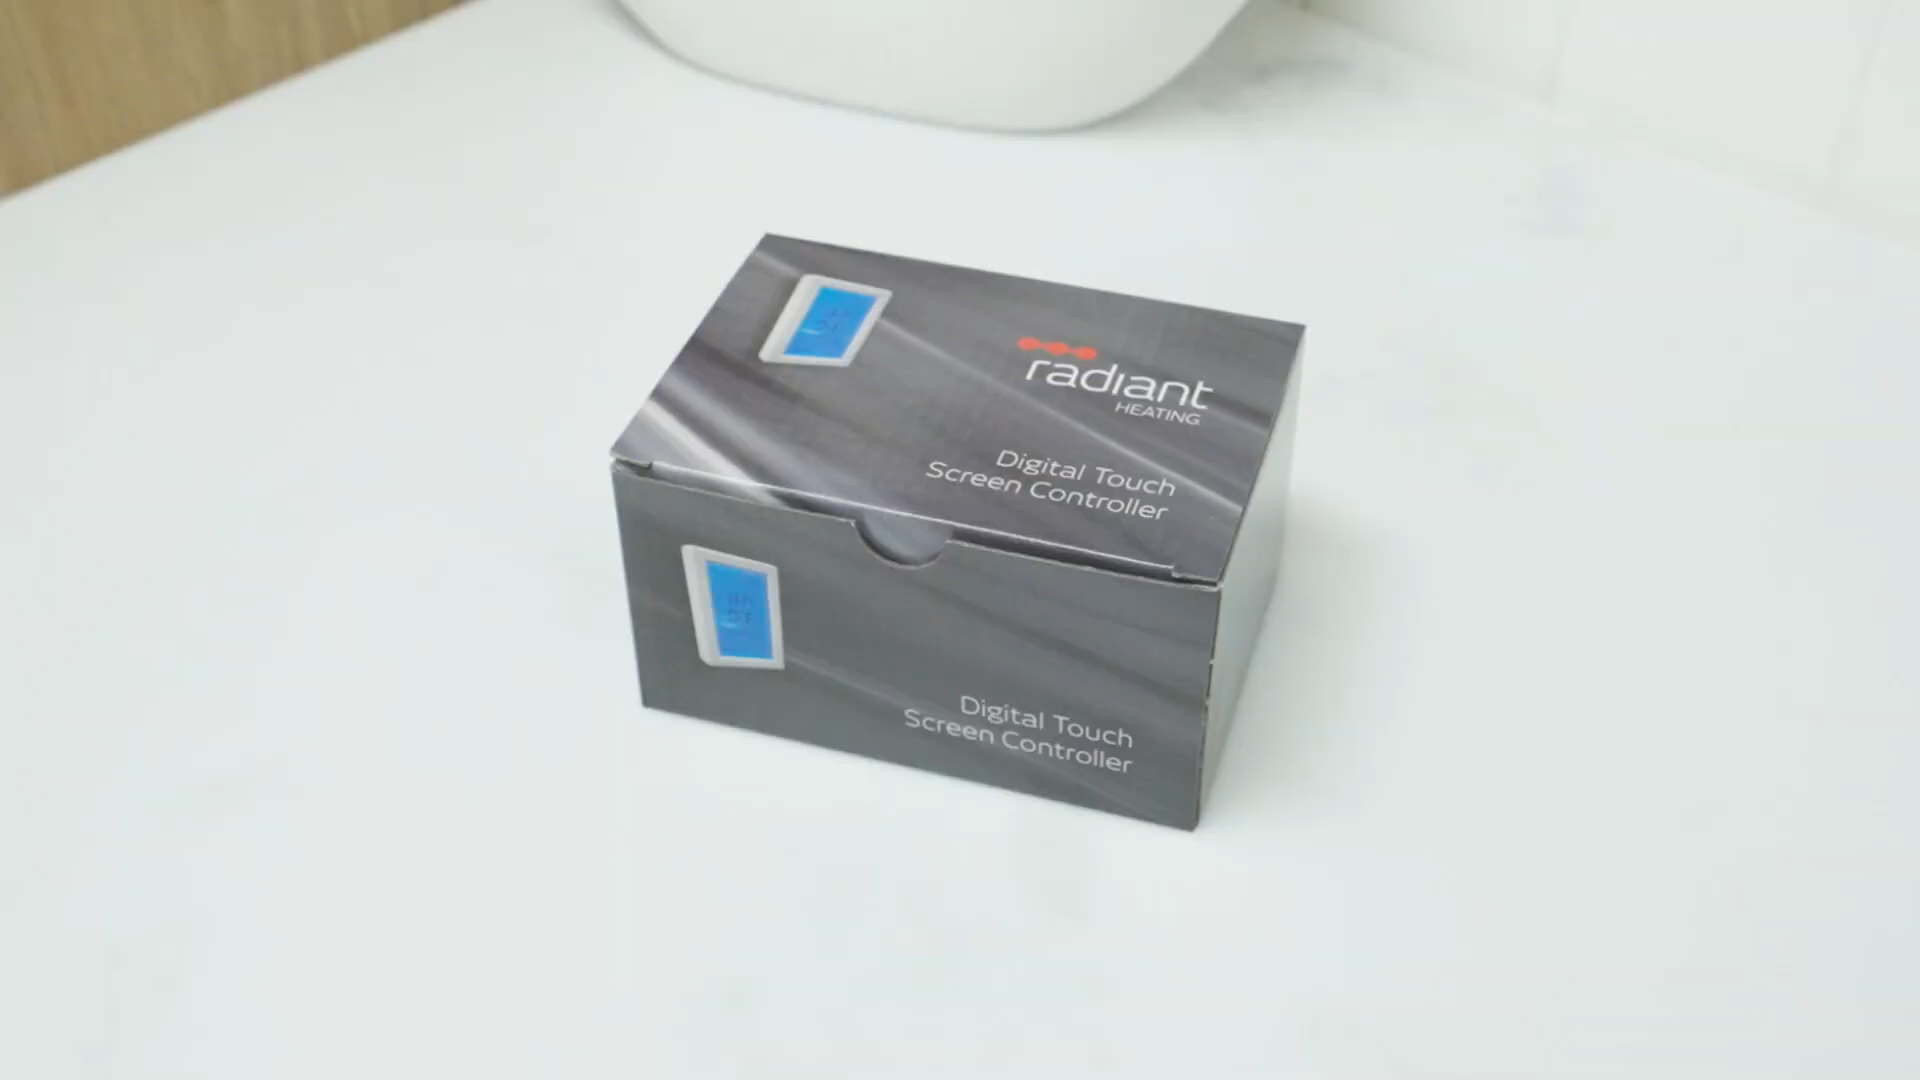 radiant
HEATING
Digital Touch
Screen Controller
Digital Touch
Screen Controller